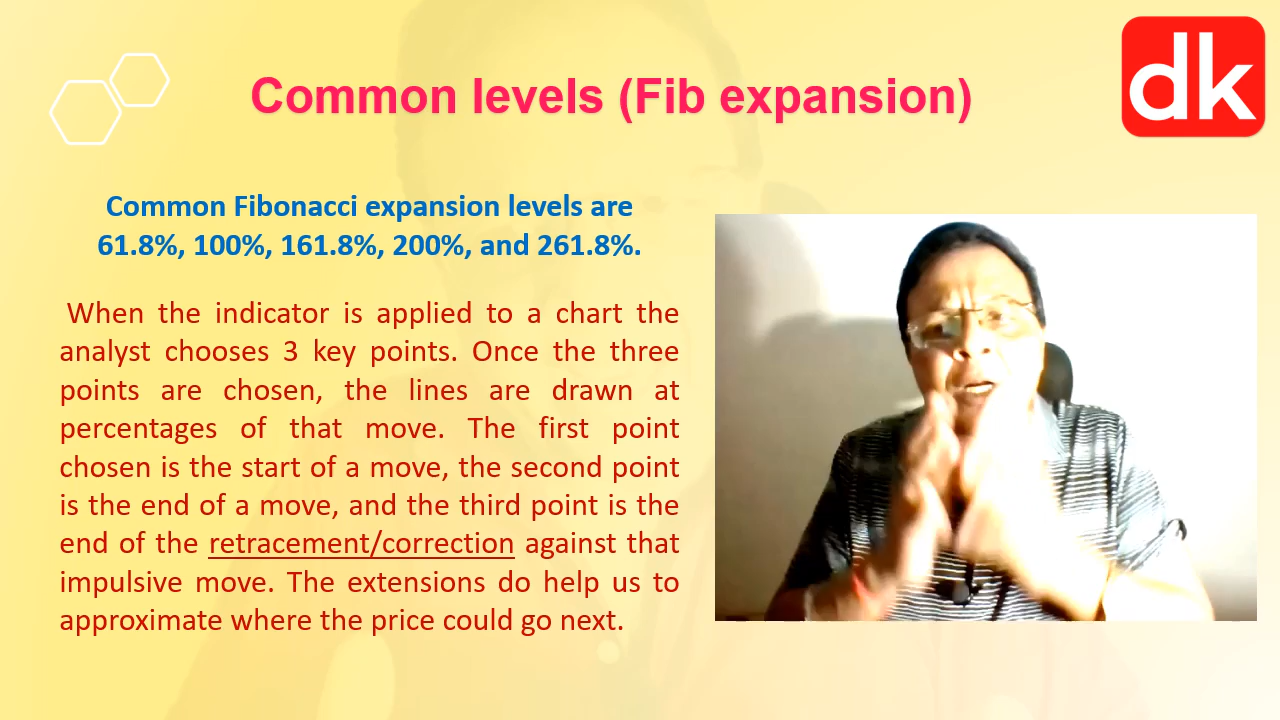 Common levels (Fib expansion)
dk
Common Fibonacci expansion levels are
61.8%, 100%, 161.8%, 200%, and 261.8%.
When the indicator is applied to a chart the
analyst chooses 3 key points. Once the three
points are chosen, the lines are drawn at
percentages of that move. The first point
chosen is the start of a move, the second point
is the end of a move, and the third point is the
end of the retracement/correction against that
impulsive move. The extensions do help us to
approximate where the price could go next.